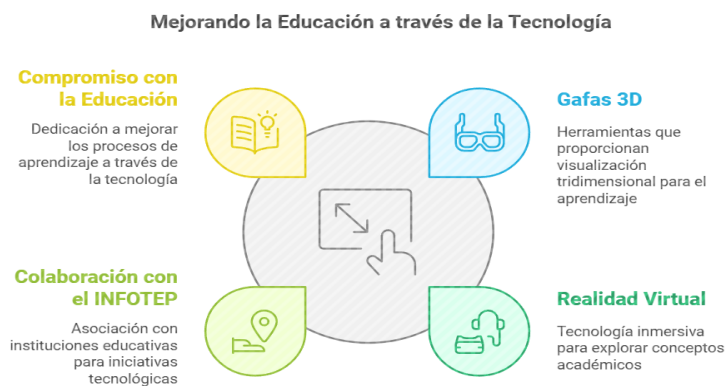 Mejorando la Educación a través de la Tecnología
Compromiso con
la Educación
Dedicación a mejorar
los procesos de
aprendizaje a través de
la tecnología
Gafas 3D
Herramientas que
proporcionan
visualización
tridimensional para el
aprendizaje
Colaboración con
el INFOTEP
Asociación con
instituciones educativas
para iniciativas
tecnológicas
Realidad Virtual
Tecnología inmersiva
para explorar conceptos
académicos